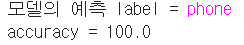 모델의 예측 label = phone
accuracy = 100.0